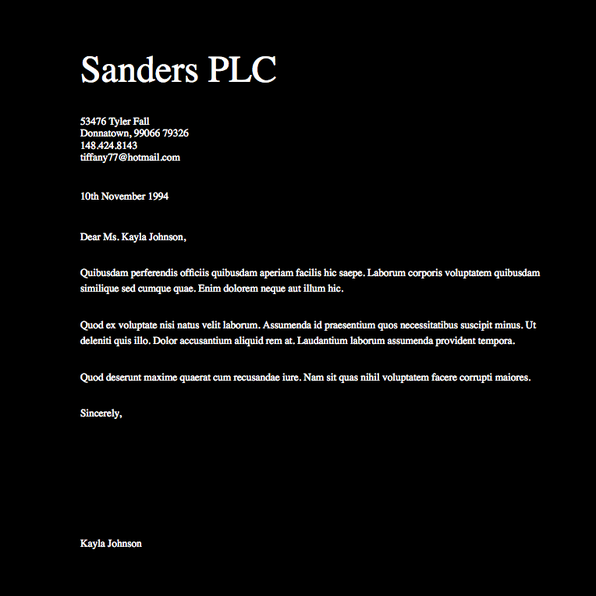 Sanders PLC
53476 Tyler Fall
Donnatown, 99066 79326
148.424.8143
tiffany77@hotmail.com
10th November 1994
Dear Ms. Kayla Johnson,
Quibusdam perferendis officiis quibusdam aperiam facilis hic saepe. Laborum corporis voluptatem quibusdam
similique sed cumque quae. Enim dolorem neque aut illum hic.
Quod ex voluptate nisi natus velit laborum. Assumenda id praesentium quos necessitatibus suscipit minus. Ut
deleniti quis illo. Dolor accusantium aliquid rem at. Laudantium laborum assumenda provident tempora.
Quod deserunt maxime quaerat cum recusandae iure. Nam sit quas nihil voluptatem facere corrupti maiores.
Sincerely,
Kayla Johnson